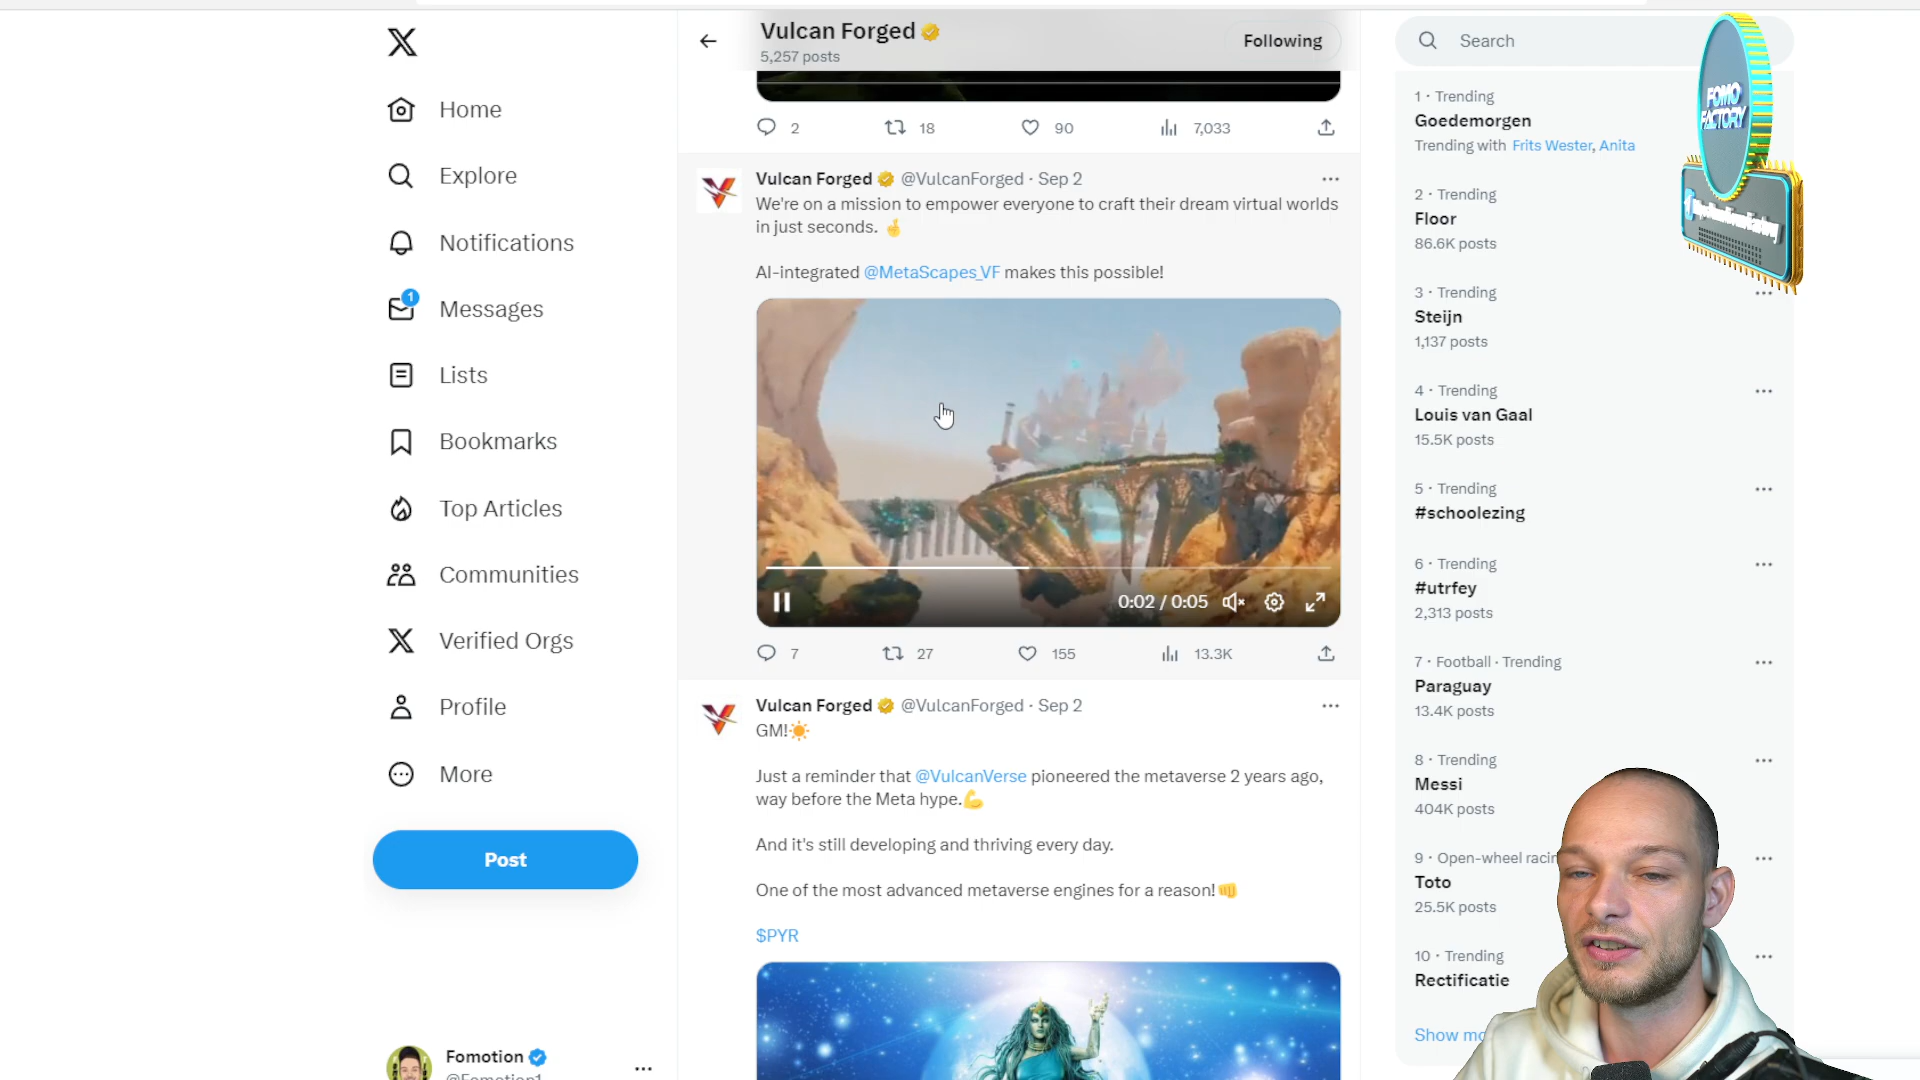 Home
Explore
Notifications
1
Messages
Lists
Bookmarks
Top Articles
Communities
Verified Orgs
Profile
More
Post
Fomotion
@Fomotion1
Vulcan Forged
5,257 posts
Following
2 18 90 7,033
Vulcan Forged @VulcanForged · Sep 2
We're on a mission to empower everyone to craft their dream virtual worlds
in just seconds.
AI-integrated @MetaScapes_VF makes this possible!
0:02 / 0:05
7 27 155 13.3K
Vulcan Forged @VulcanForged · Sep 2
GM!
Just a reminder that @VulcanVerse pioneered the metaverse 2 years ago,
way before the Meta hype.
And it's still developing and thriving every day.
One of the most advanced metaverse engines for a reason!
$PYR
Search
1 · Trending
Goedemorgen
Trending with Frits Wester, Anita
2 · Trending
Floor
86.6K posts
3 · Trending
Steijn
1,137 posts
4 · Trending
Louis van Gaal
15.5K posts
5 · Trending
#schoolezing
6 · Trending
#utrfey
2,313 posts
7 · Football · Trending
Paraguay
13.4K posts
8 · Trending
Messi
404K posts
9 · Open-wheel racin
Toto
25.5K posts
10 · Trending
Rectificatie
Show mo
FOMO
FACTORY